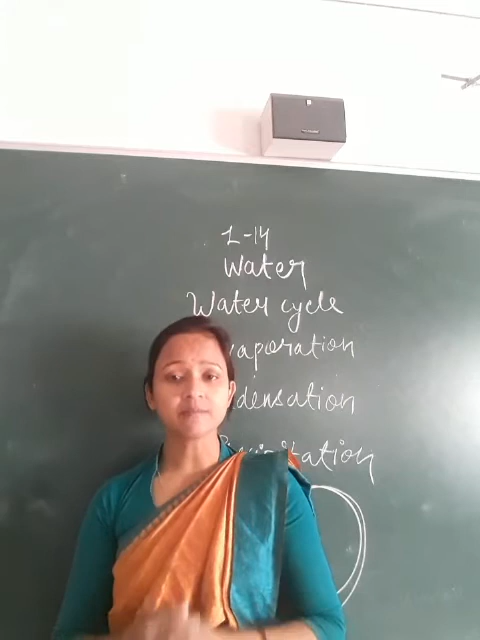 L-14
Water
Water cycle
vaporation
densation
itation